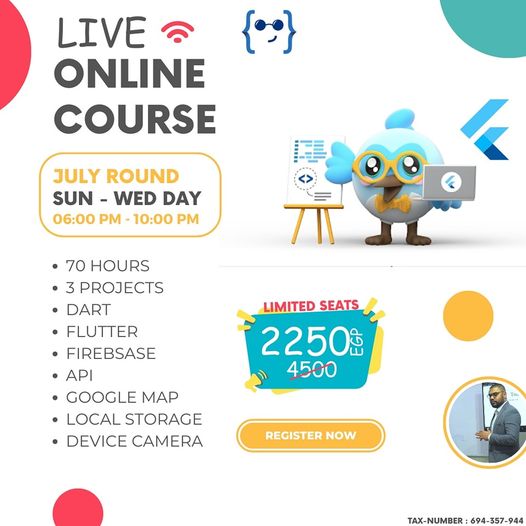 LIVE
ONLINE
COURSE
JULY ROUND
SUN - WED DAY
06:00 PM - 10:00 PM
70 HOURS
3 PROJECTS
DART
FLUTTER
FIREBSASE
API
GOOGLE MAP
LOCAL STORAGE
DEVICE CAMERA
LIMITED SEATS
2250 EGP
4500
REGISTER NOW
TAX-NUMBER : 694-357-944